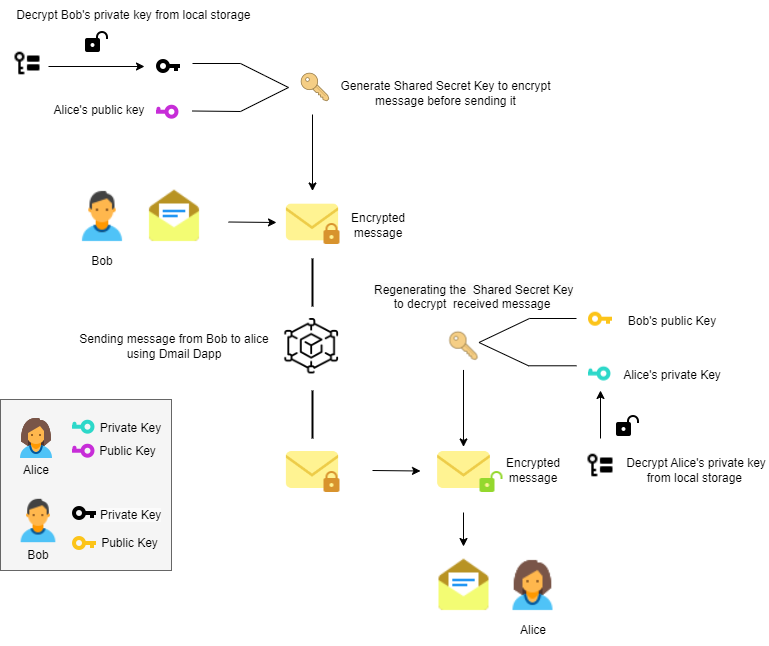 Decrypt Bob's private key from local storage
Alice's public key
Generate Shared Secret Key to encrypt
message before sending it
Bob
Encrypted
message
Regenerating the Shared Secret Key
to decrypt received message
Bob's public Key
Sending message from Bob to alice
using Dmail Dapp
Alice's private Key
Alice
Private Key
Public Key
Encrypted
message
Decrypt Alice's private key
from local storage
Bob
Private Key
Public Key
Alice